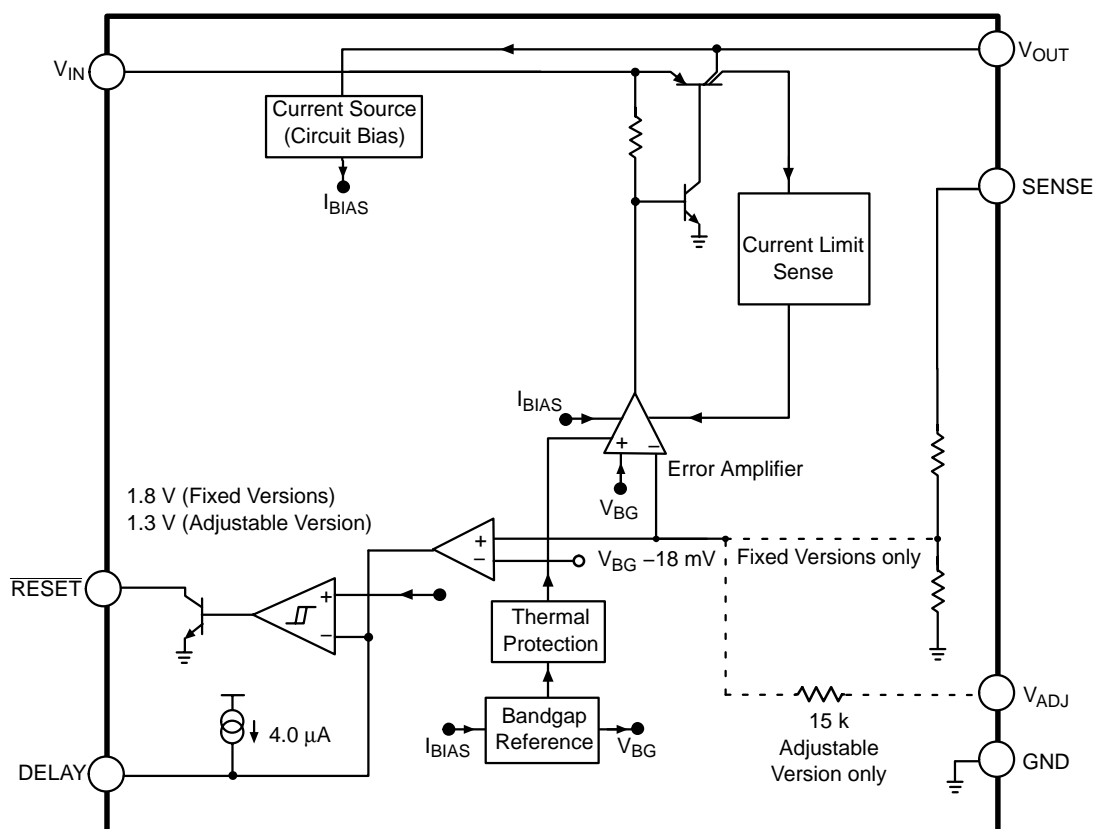 V_IN
V_OUT
Current Source
(Circuit Bias)
I_BIAS
SENSE
Current Limit
Sense
I_BIAS
+ −
Error Amplifier
V_BG
1.8 V (Fixed Versions)
1.3 V (Adjustable Version)
+
−
V_BG −18 mV
Fixed Versions only
RESET
+
−
Thermal
Protection
4.0 μA
I_BIAS
Bandgap
Reference
V_BG
15 k
Adjustable
Version only
V_ADJ
DELAY
GND